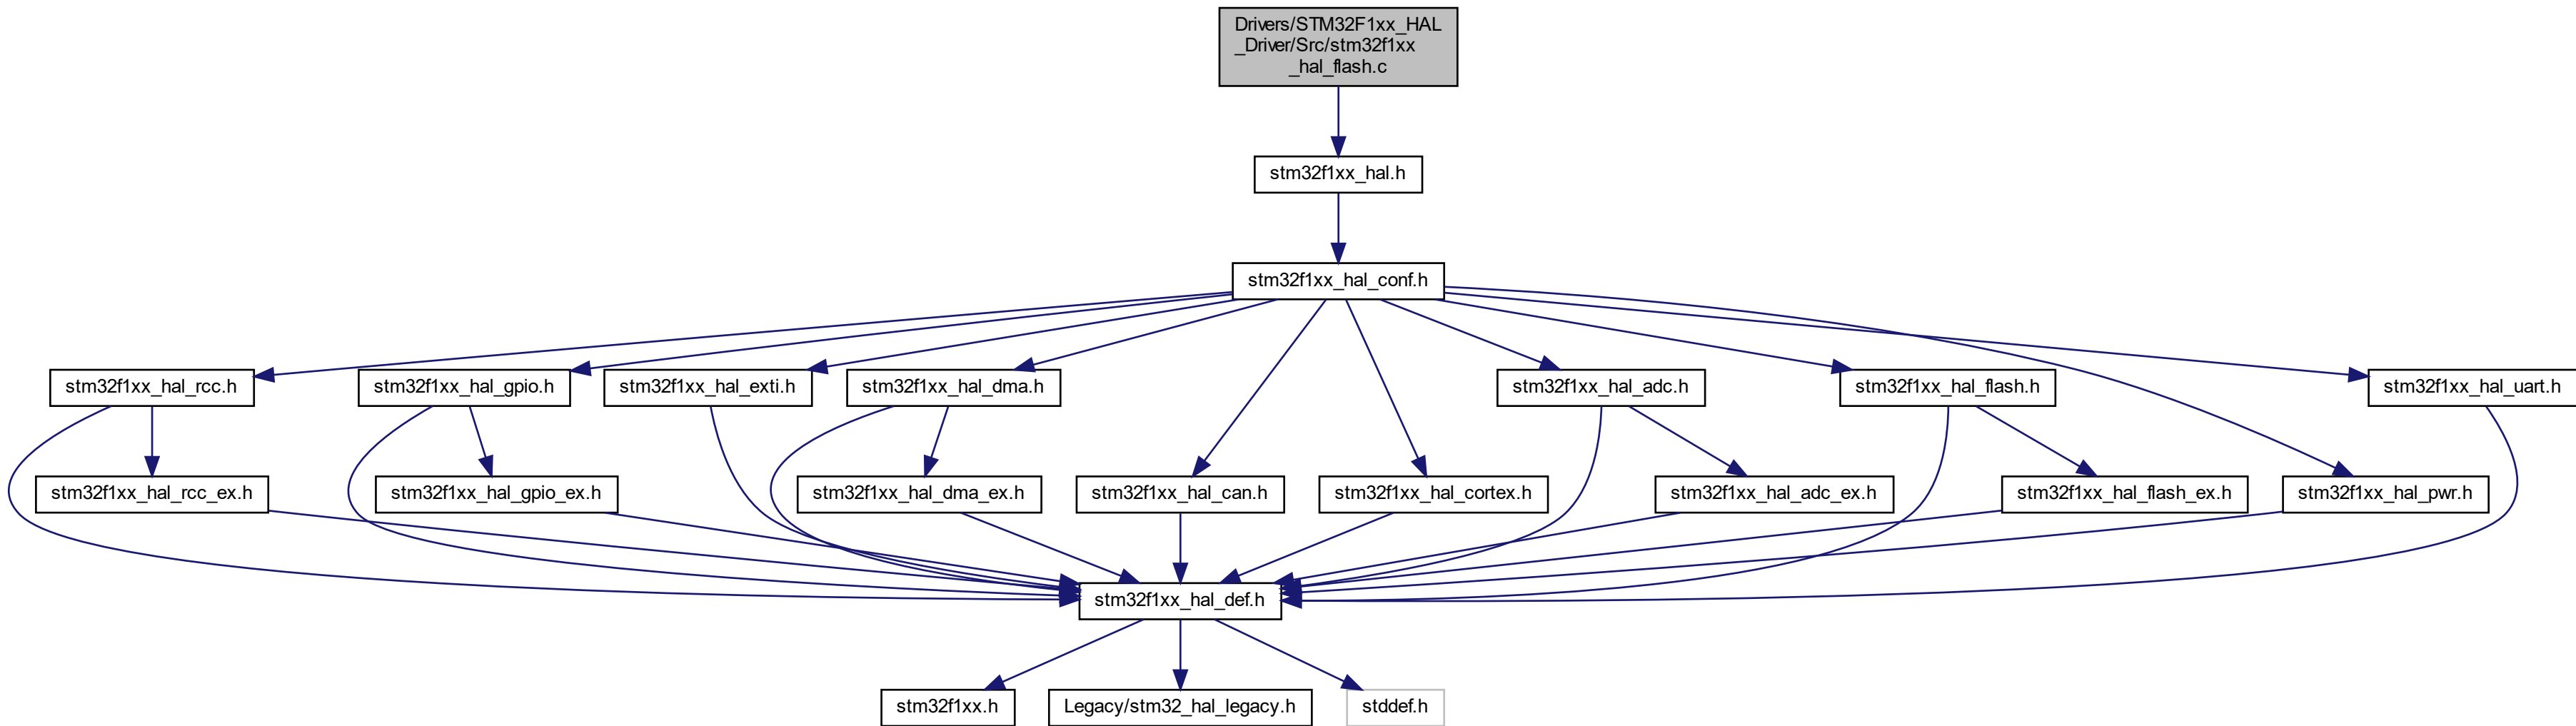 Drivers/STM32F1xx_HAL
_Driver/Src/stm32f1xx
_hal_flash.c
stm32f1xx_hal.h
stm32f1xx_hal_conf.h
stm32f1xx_hal_rcc.h
stm32f1xx_hal_gpio.h
stm32f1xx_hal_exti.h
stm32f1xx_hal_dma.h
stm32f1xx_hal_adc.h
stm32f1xx_hal_flash.h
stm32f1xx_hal_uart.h
stm32f1xx_hal_rcc_ex.h
stm32f1xx_hal_gpio_ex.h
stm32f1xx_hal_dma_ex.h
stm32f1xx_hal_can.h
stm32f1xx_hal_cortex.h
stm32f1xx_hal_adc_ex.h
stm32f1xx_hal_flash_ex.h
stm32f1xx_hal_pwr.h
stm32f1xx_hal_def.h
stm32f1xx.h
Legacy/stm32_hal_legacy.h
stddef.h